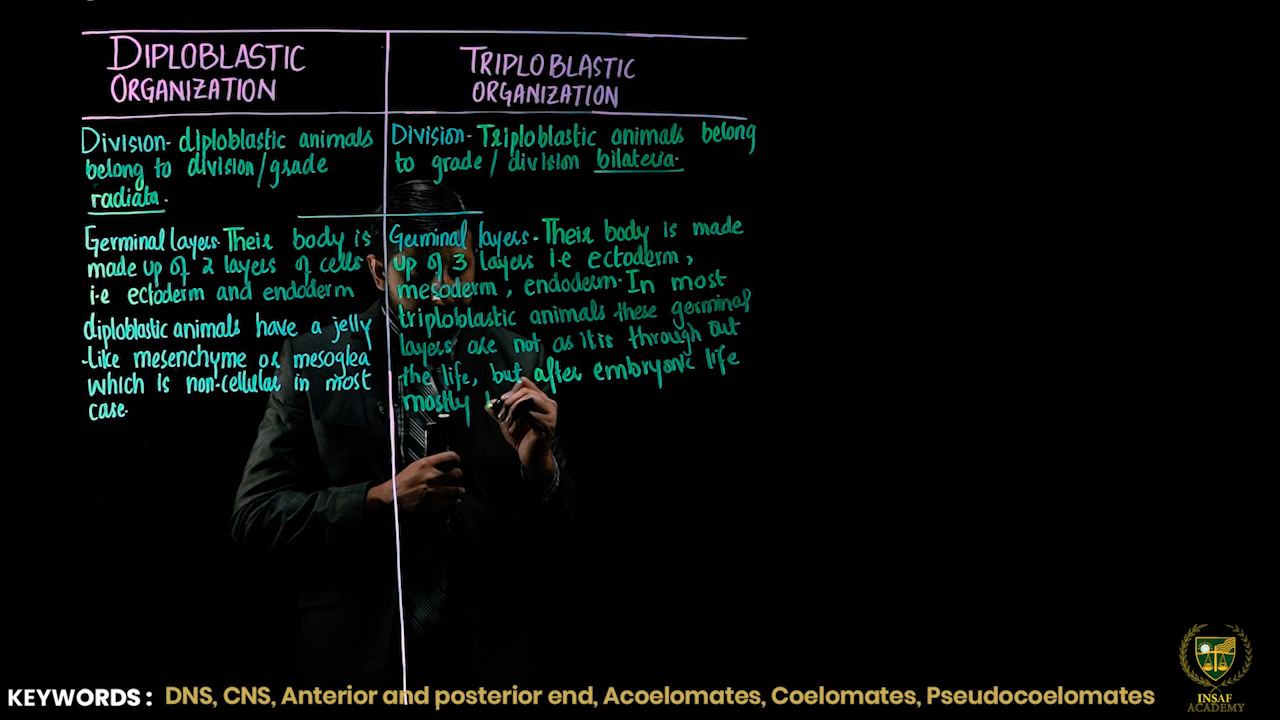 DIPLOBLASTIC
ORGANIZATION
Division- diploblastic animals
belong to division/grade
radiata.
Germinal layers- Their body is
made up of 2 layers of cells
i-e ectoderm and endoderm
diploblastic animals have a jelly
-like mesenchyme or mesoglea
which is non-cellular in most
case.
TRIPLOBLASTIC
ORGANIZATION
Division- Triploblastic animals belong
to grade / division bilateria.
Germinal layers- Their body is made
up of 3 layers i-e ectoderm,
mesoderm, endoderm. In most
triploblastic animals these germinal
layers are not as it is through out
the life, but after embryonic life
mostly
KEYWORDS: DNS, CNS, Anterior and posterior end, Acoelomates, Coelomates, Pseudocoelomates
INSAF
ACADEMY